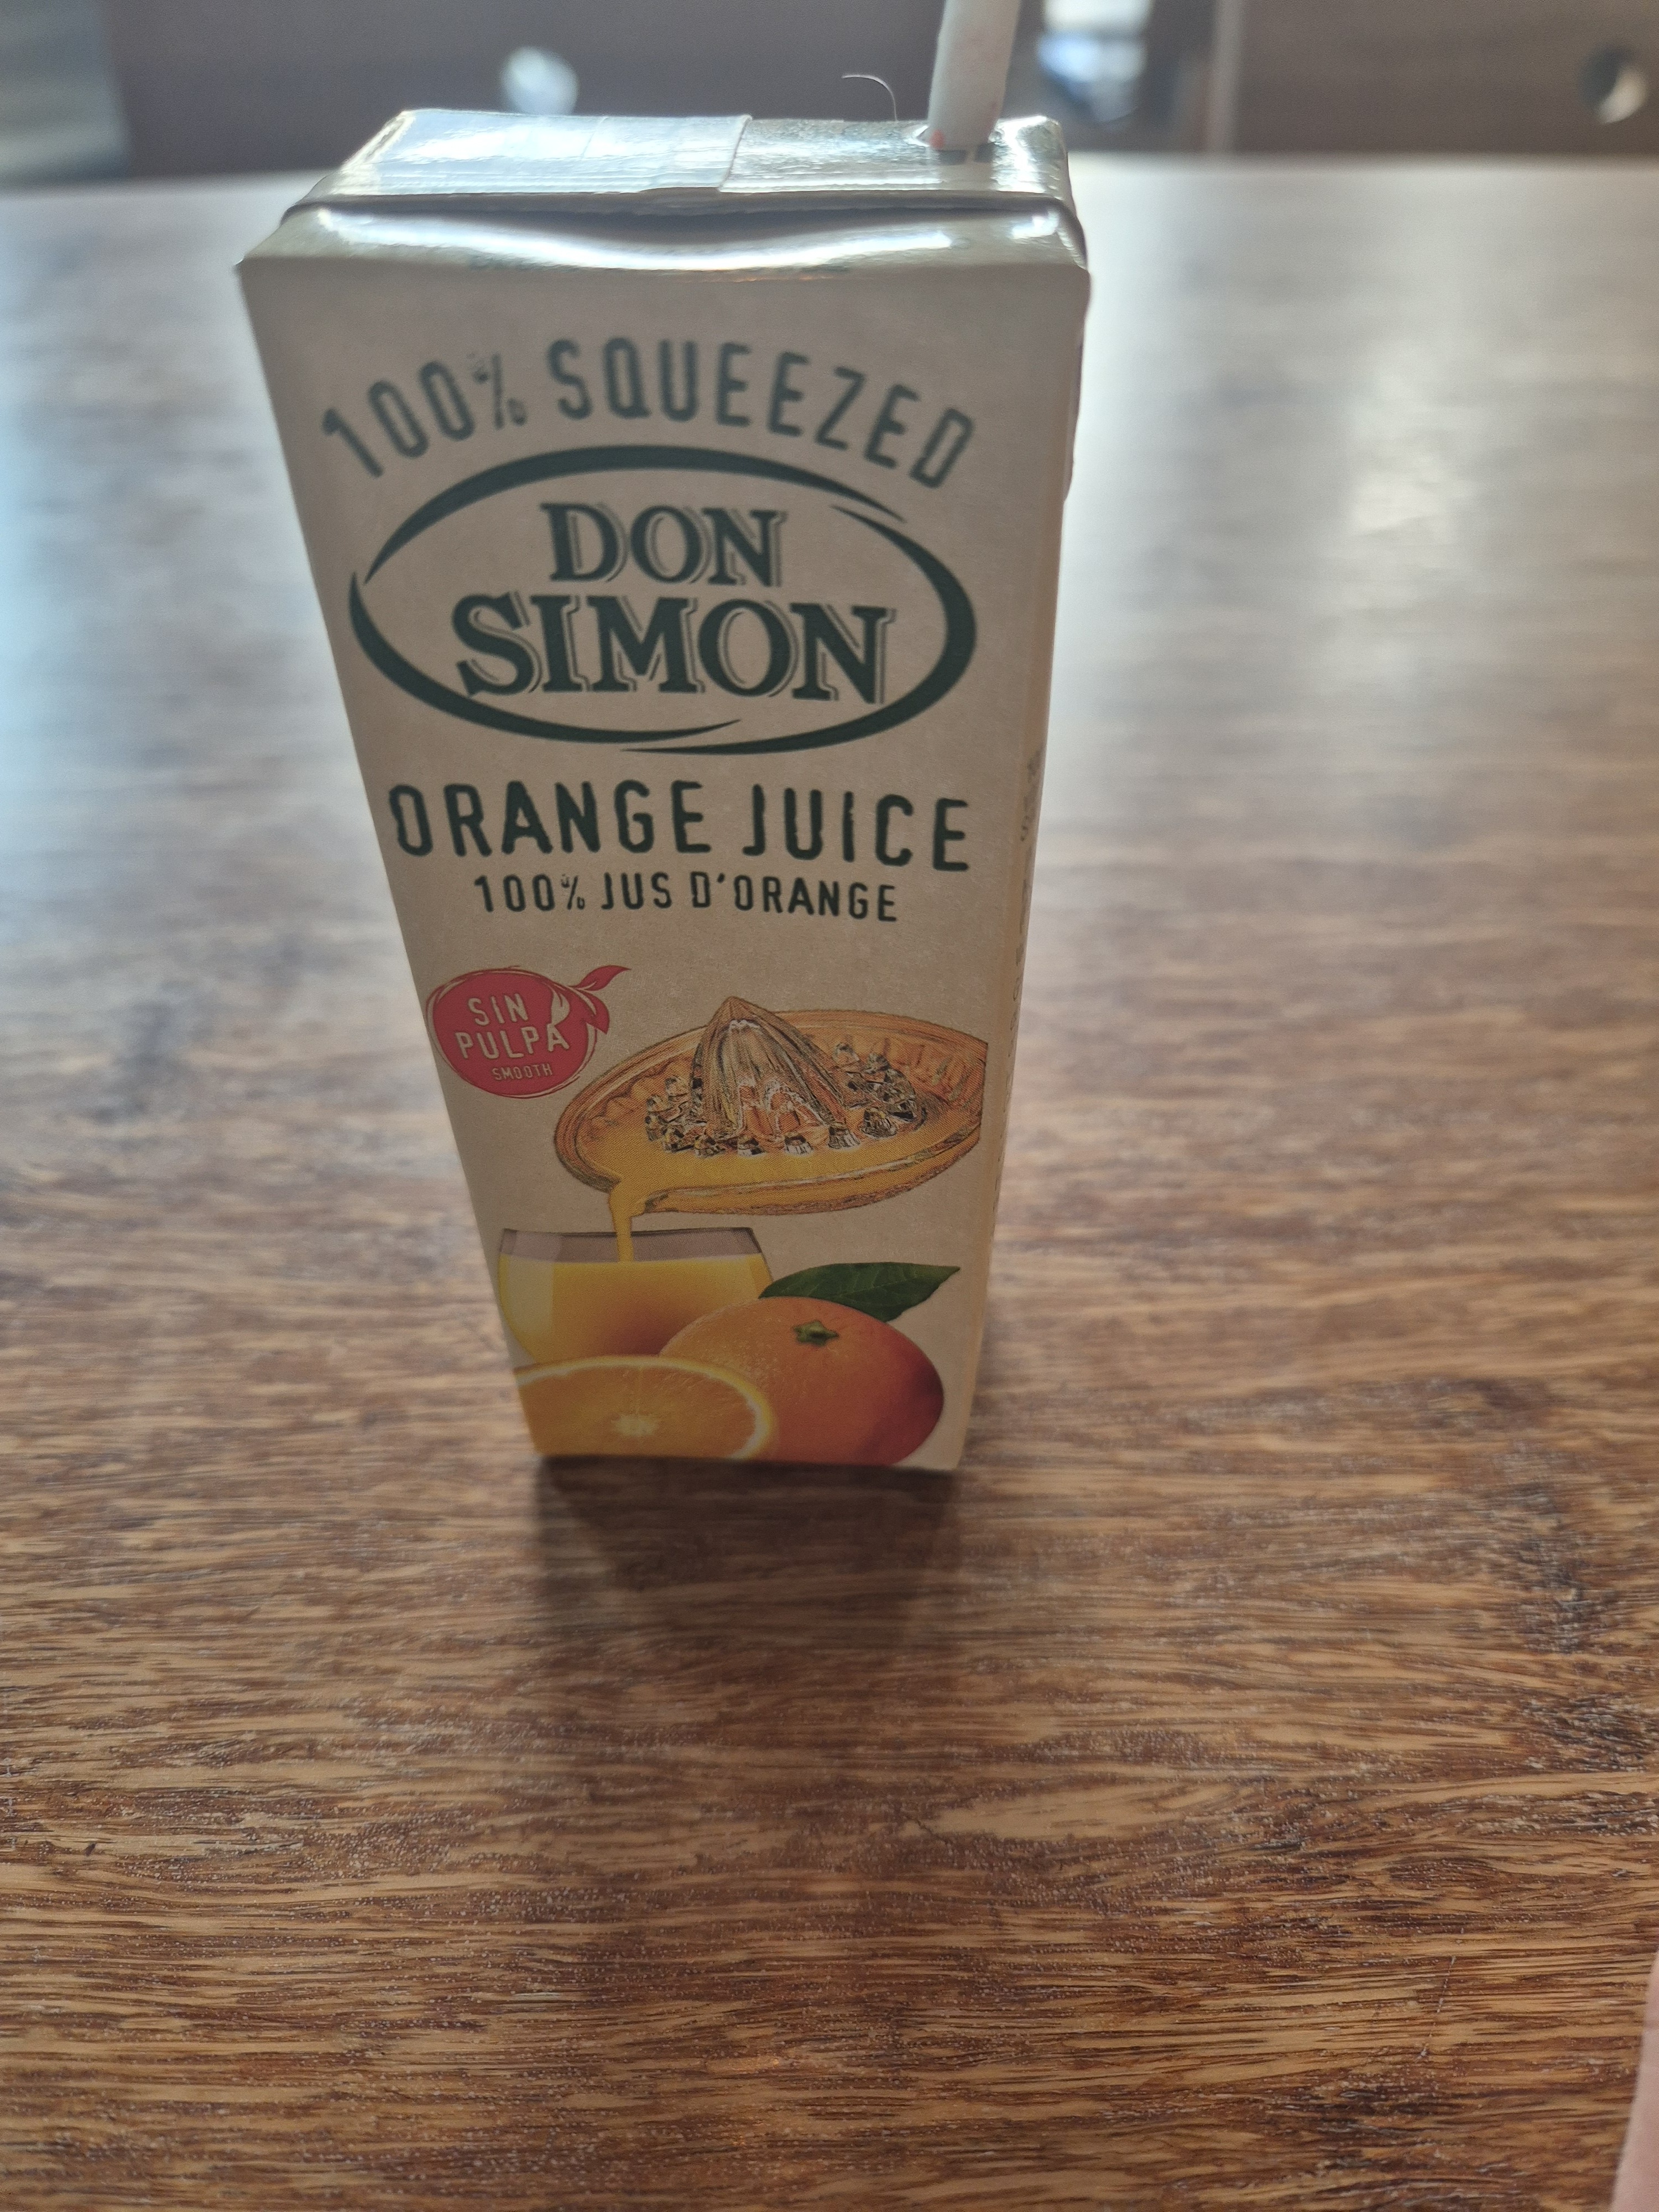 100% SQUEEZED
DON
SIMON
ORANGE JUICE
100% JUS D'ORANGE
SIN
PULPA
SMOOTH